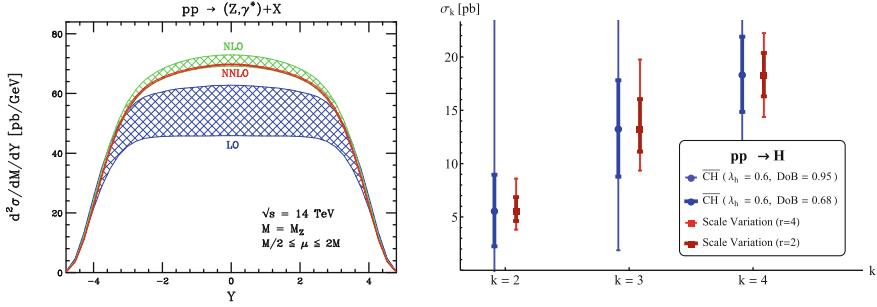 pp → (Z,γ*)+X
d²σ/dM/dY [pb/GeV]
80
60
40
20
0
NLO
NNLO
LO
√s = 14 TeV
M = M_Z
M/2 ≤ μ ≤ 2M
−4
−2
0
2
4
Y
σ_k [pb]
20
15
10
5
pp → H
C̅H̅ (λ_h = 0.6, DoB = 0.95)
C̅H̅ (λ_h = 0.6, DoB = 0.68)
Scale Variation (r=4)
Scale Variation (r=2)
k = 2
k = 3
k = 4
k